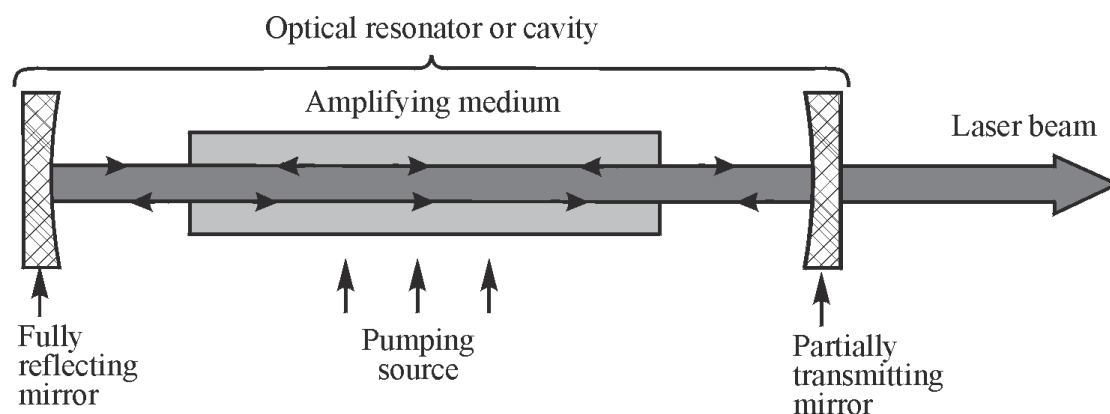 Optical resonator or cavity
Amplifying medium
Laser beam
Fully
reflecting
mirror
Pumping
source
Partially
transmitting
mirror